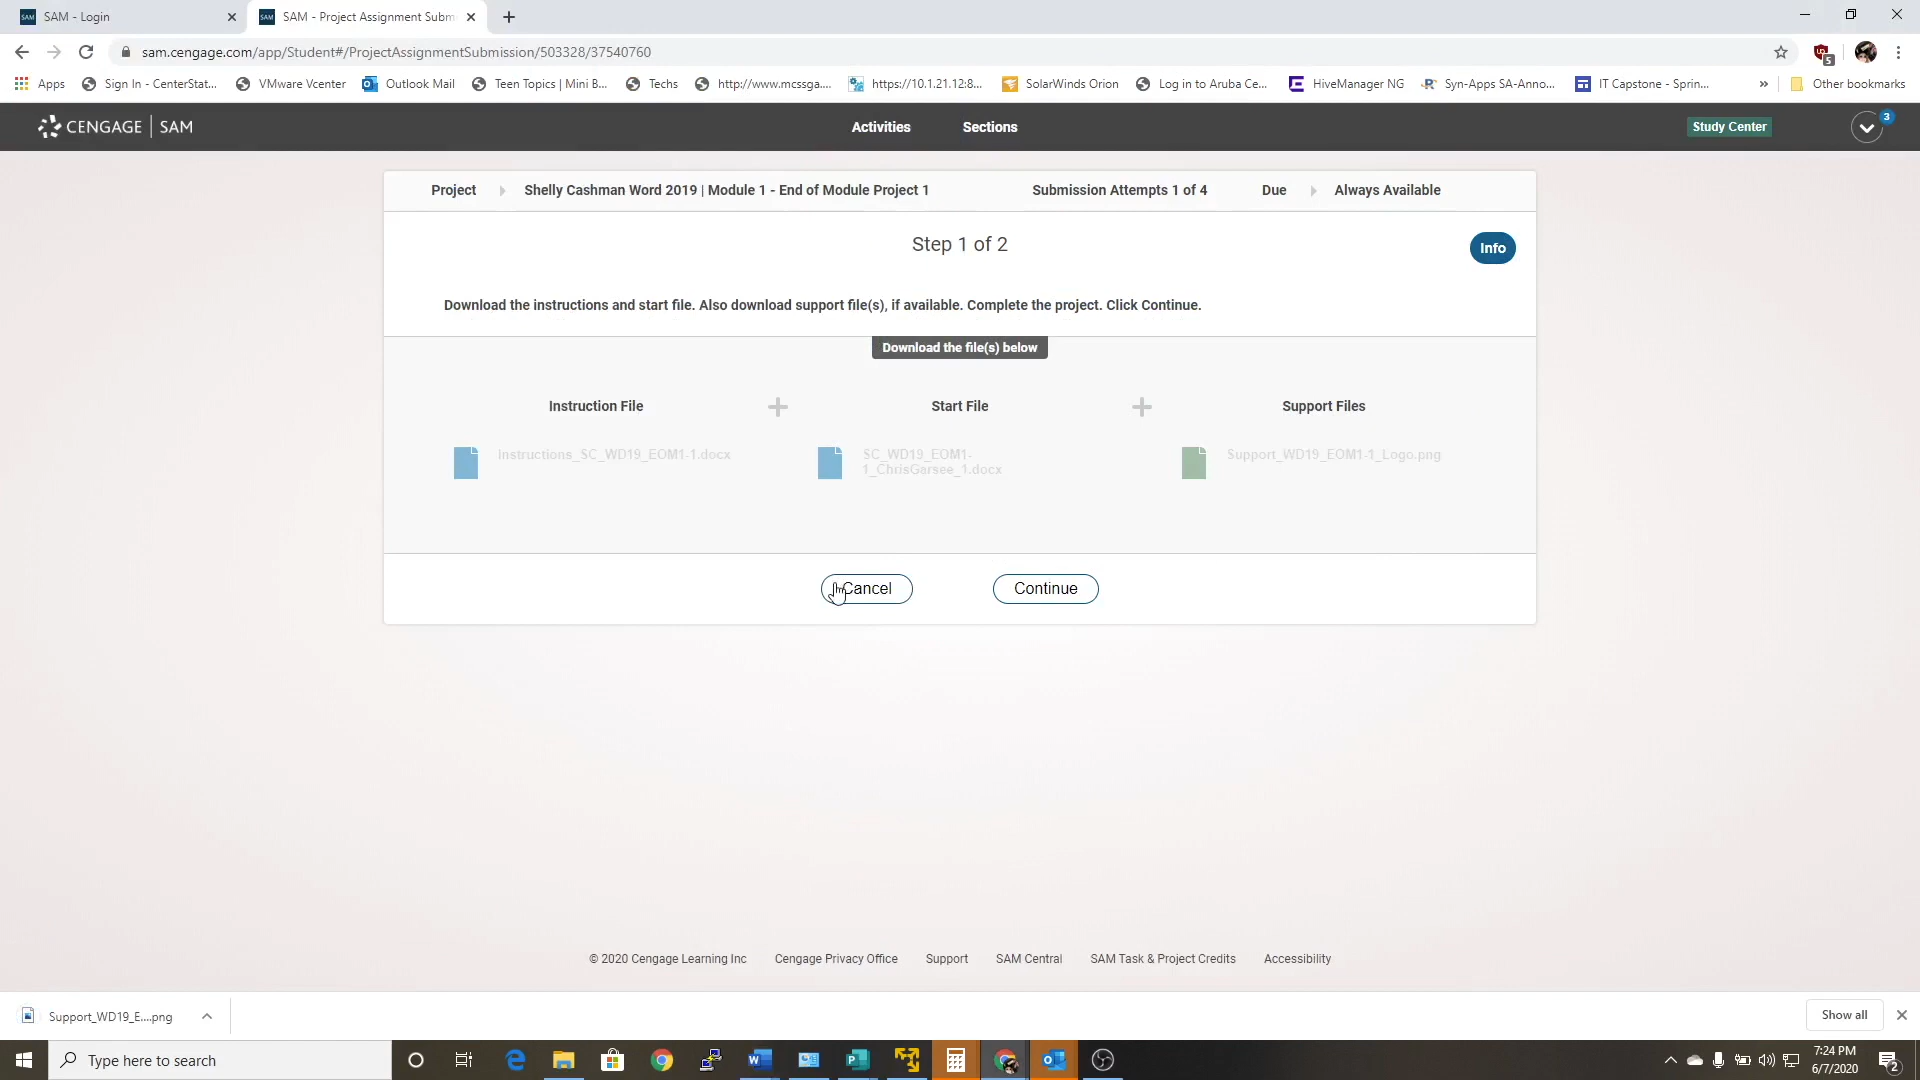 SAM - Login
SAM - Project Assignment Subm
sam.cengage.com/app/Student#/ProjectAssignmentSubmission/503328/37540760
5
Apps
Sign In - CenterStat...
VMware Vcenter
Outlook Mail
Teen Topics | Mini B...
Techs
http://www.mcssga....
https://10.1.21.12:8...
SolarWinds Orion
Log in to Aruba Ce...
HiveManager NG
Syn-Apps SA-Anno...
IT Capstone - Sprin...
»
Other bookmarks
CENGAGE | SAM
Activities
Sections
Study Center
3
Project
Shelly Cashman Word 2019 | Module 1 - End of Module Project 1
Submission Attempts 1 of 4
Due
Always Available
Step 1 of 2
Info
Download the instructions and start file. Also download support file(s), if available. Complete the project. Click Continue.
Download the file(s) below
Instruction File
Start File
Support Files
Instructions_SC_WD19_EOM1-1.docx
SC_WD19_EOM1-
1_ChrisGarsee_1.docx
Support_WD19_EOM1-1_Logo.png
Cancel
Continue
© 2020 Cengage Learning Inc
Cengage Privacy Office
Support
SAM Central
SAM Task & Project Credits
Accessibility
Support_WD19_E....png
Show all
Type here to search
7:24 PM
6/7/2020
2